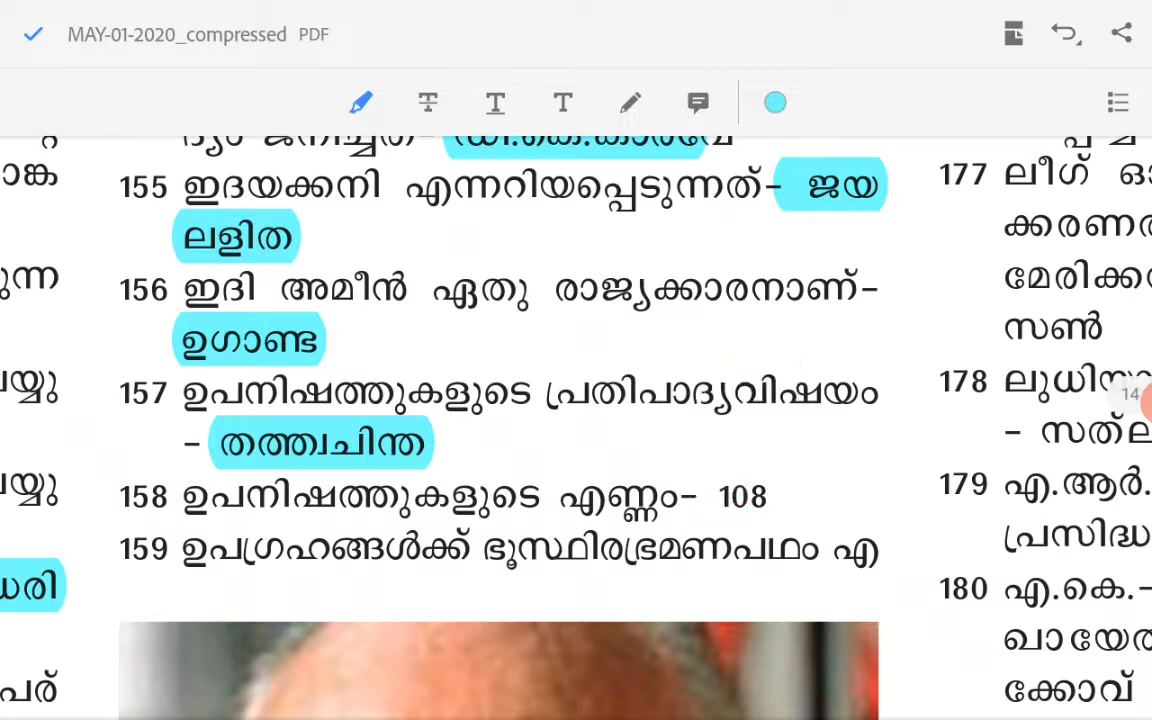 MAY-01-2020_compressed PDF
155 ഇദയക്കനി എന്നറിയപ്പെടുന്നത്- ജയ
ലളിത
156 ഇദി അമീൻ ഏതു രാജ്യക്കാരനാണ്-
ഉഗാണ്ട
157 ഉപനിഷത്തുകളുടെ പ്രതിപാദ്യവിഷയം
- തത്ത്വചിന്ത
158 ഉപനിഷത്തുകളുടെ എണ്ണം- 108
159 ഉപഗ്രഹങ്ങൾക്ക് ഭൂസ്ഥിരഭ്രമണപഥം എ
177 ലീഗ്
സൺ
178
179 എ.ആർ.
180 എ.കെ.-
ക്കോവ്
14